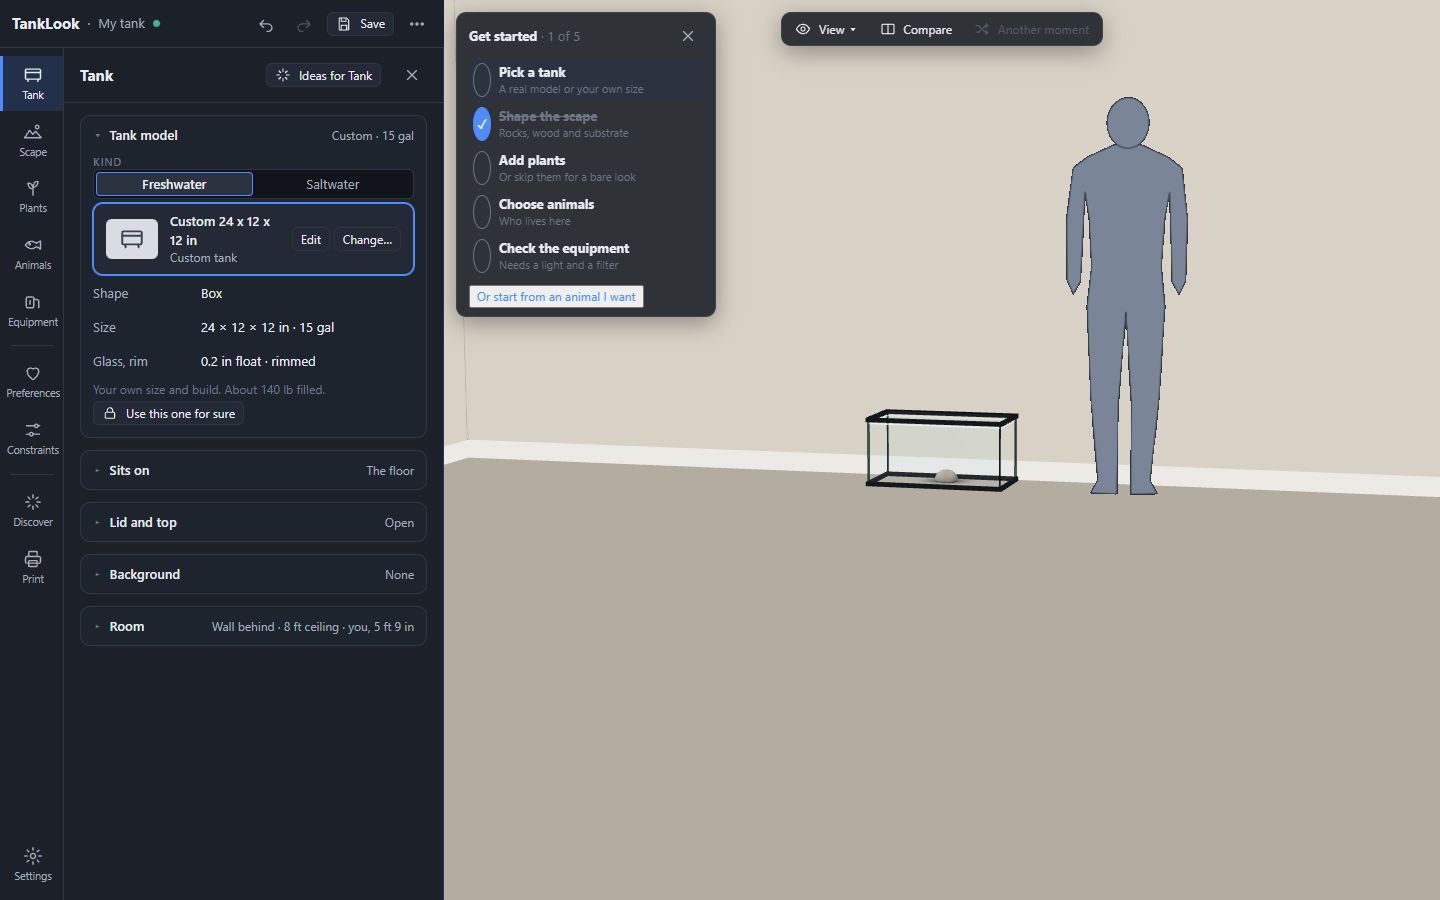 TankLook · My tank
Save
Tank
Scape
Plants
Animals
Equipment
Preferences
Constraints
Discover
Print
Settings
Tank
Ideas for Tank
Tank model
Custom · 15 gal
KIND
Freshwater
Saltwater
Custom 24 x 12 x
12 in
Custom tank
Edit
Change...
Shape
Box
Size
24 × 12 × 12 in · 15 gal
Glass, rim
0.2 in float · rimmed
Your own size and build. About 140 lb filled.
Use this one for sure
Sits on
The floor
Lid and top
Open
Background
None
Room
Wall behind · 8 ft ceiling · you, 5 ft 9 in
Get started · 1 of 5
Pick a tank
A real model or your own size
Shape the scape
Rocks, wood and substrate
Add plants
Or skip them for a bare look
Choose animals
Who lives here
Check the equipment
Needs a light and a filter
Or start from an animal I want
View
Compare
Another moment